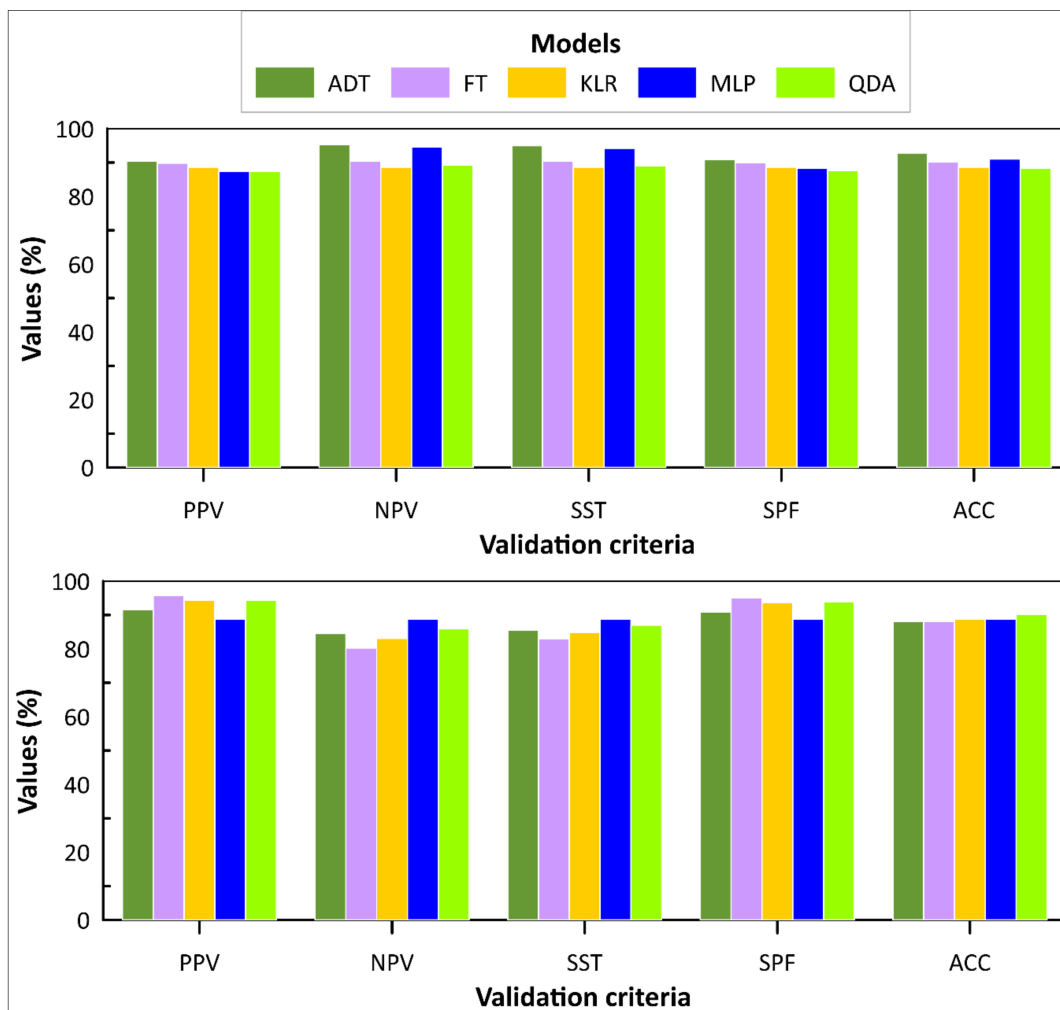 Models
ADT FT KLR MLP QDA
100
80
60
40
20
0
Values (%)
PPV NPV SST SPF ACC
Validation criteria
100
80
60
40
20
0
Values (%)
PPV NPV SST SPF ACC
Validation criteria